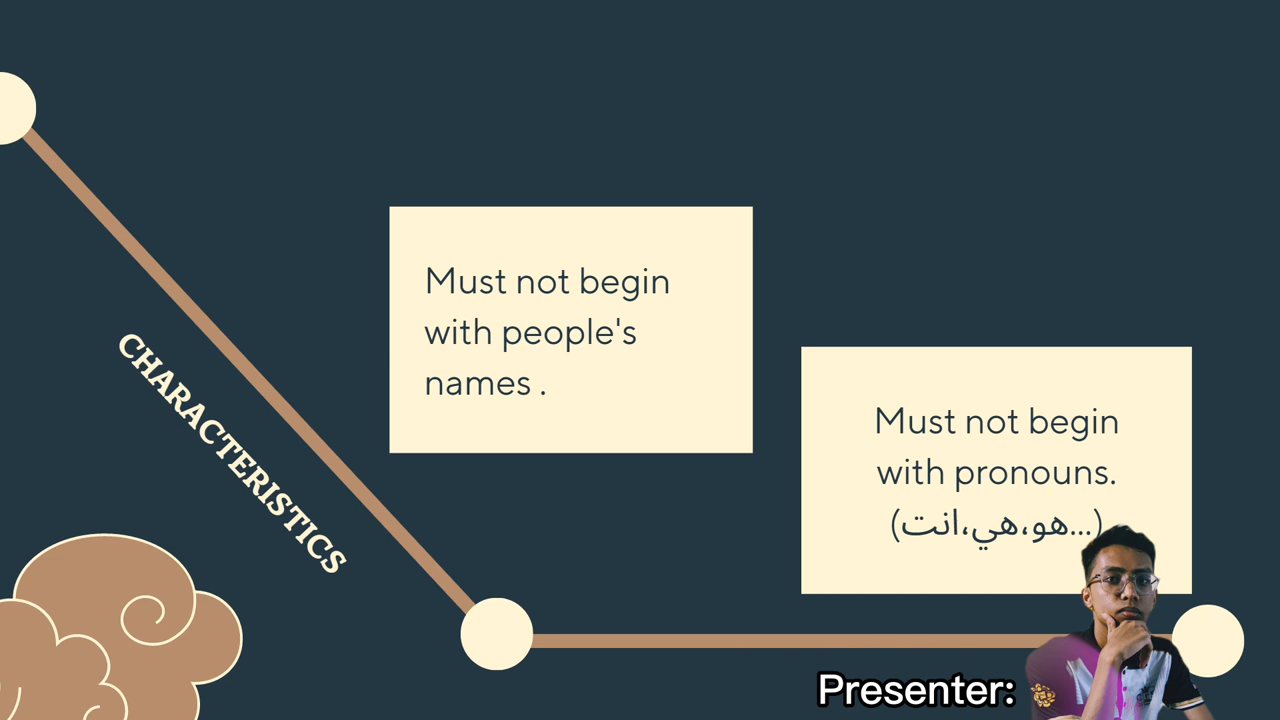 CHARACTERISTICS
Must not begin
with people's
names .
Must not begin
with pronouns.
(هو،هي،انت...)
Presenter: